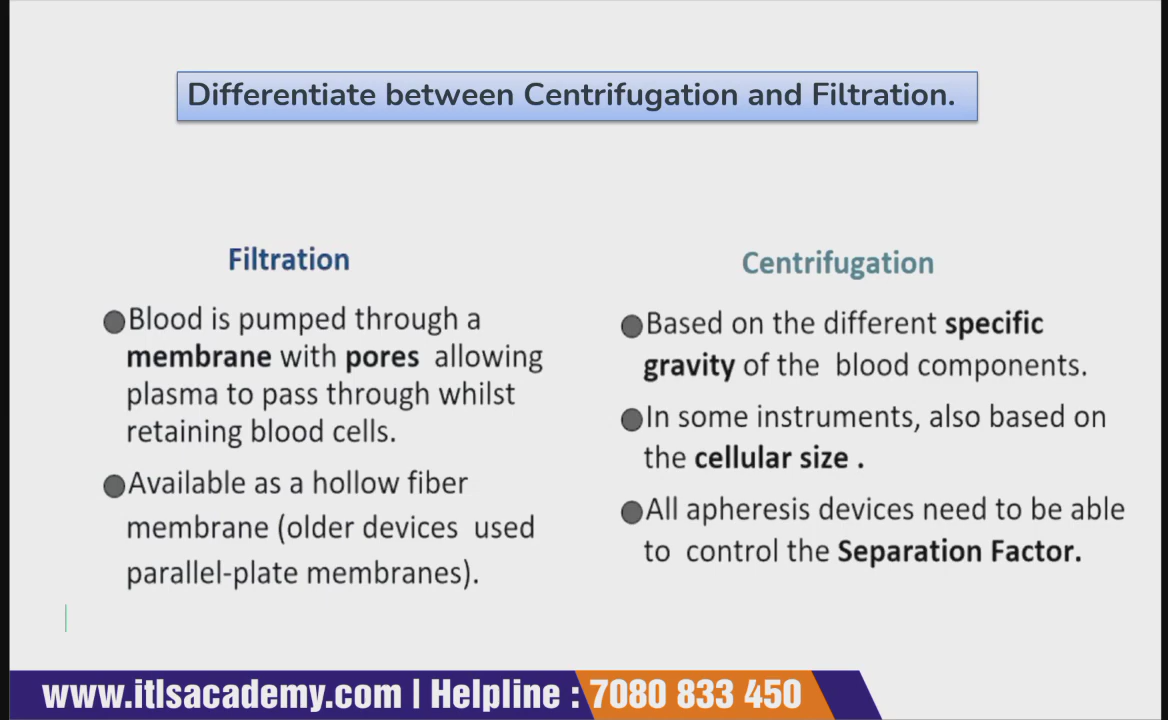 Differentiate between Centrifugation and Filtration.
Filtration
●Blood is pumped through a
membrane with pores allowing
plasma to pass through whilst
retaining blood cells.
●Available as a hollow fiber
membrane (older devices used
parallel-plate membranes).
Centrifugation
●Based on the different specific
gravity of the blood components.
●In some instruments, also based on
the cellular size .
●All apheresis devices need to be able
to control the Separation Factor.
www.itlsacademy.com | Helpline : 7080 833 450